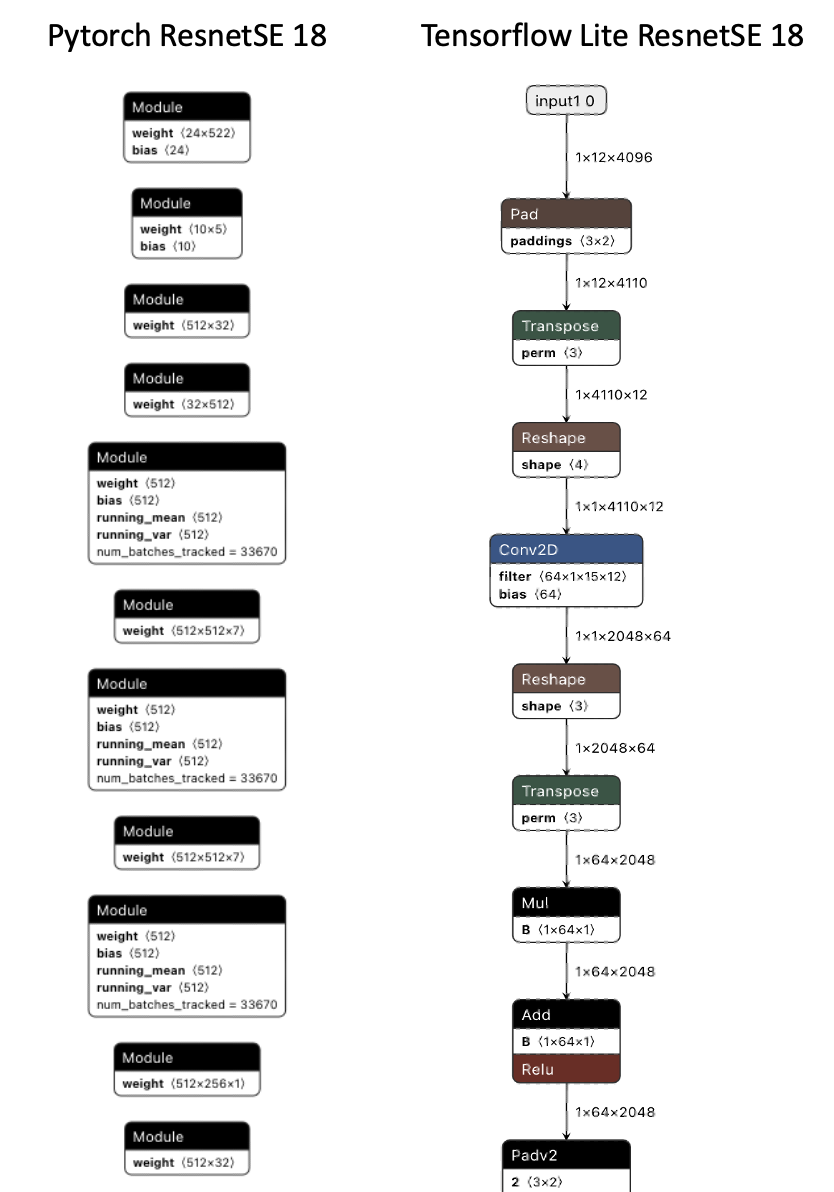 Pytorch ResnetSE 18
Module
weight ⟨24×522⟩
bias ⟨24⟩
Module
weight ⟨10×5⟩
bias ⟨10⟩
Module
weight ⟨512×32⟩
Module
weight ⟨32×512⟩
Module
weight ⟨512⟩
bias ⟨512⟩
running_mean ⟨512⟩
running_var ⟨512⟩
num_batches_tracked = 33670
Module
weight ⟨512×512×7⟩
Module
weight ⟨512⟩
bias ⟨512⟩
running_mean ⟨512⟩
running_var ⟨512⟩
num_batches_tracked = 33670
Module
weight ⟨512×512×7⟩
Module
weight ⟨512⟩
bias ⟨512⟩
running_mean ⟨512⟩
running_var ⟨512⟩
num_batches_tracked = 33670
Module
weight ⟨512×256×1⟩
Module
weight ⟨512×32⟩
Tensorflow Lite ResnetSE 18
input1 0
1×12×4096
Pad
paddings ⟨3×2⟩
1×12×4110
Transpose
perm ⟨3⟩
1×4110×12
Reshape
shape ⟨4⟩
1×1×4110×12
Conv2D
filter ⟨64×1×15×12⟩
bias ⟨64⟩
1×1×2048×64
Reshape
shape ⟨3⟩
1×2048×64
Transpose
perm ⟨3⟩
1×64×2048
Mul
B ⟨1×64×1⟩
1×64×2048
Add
B ⟨1×64×1⟩
Relu
1×64×2048
Padv2
2 ⟨3×2⟩